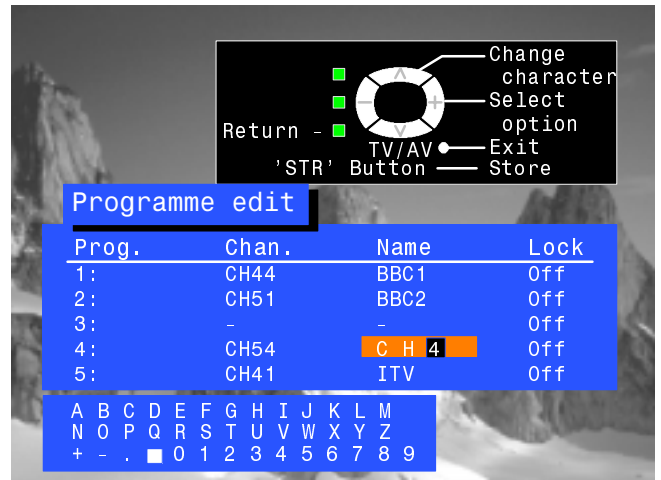 Change
character
Select
option
Return -
TV/AV
Exit
'STR' Button
Store
Programme edit
Prog. Chan. Name Lock
1: CH44 BBC1 Off
2: CH51 BBC2 Off
3: - - Off
4: CH54 C H 4 Off
5: CH41 ITV Off
A B C D E F G H I J K L M
N O P Q R S T U V W X Y Z
+ - . 0 1 2 3 4 5 6 7 8 9